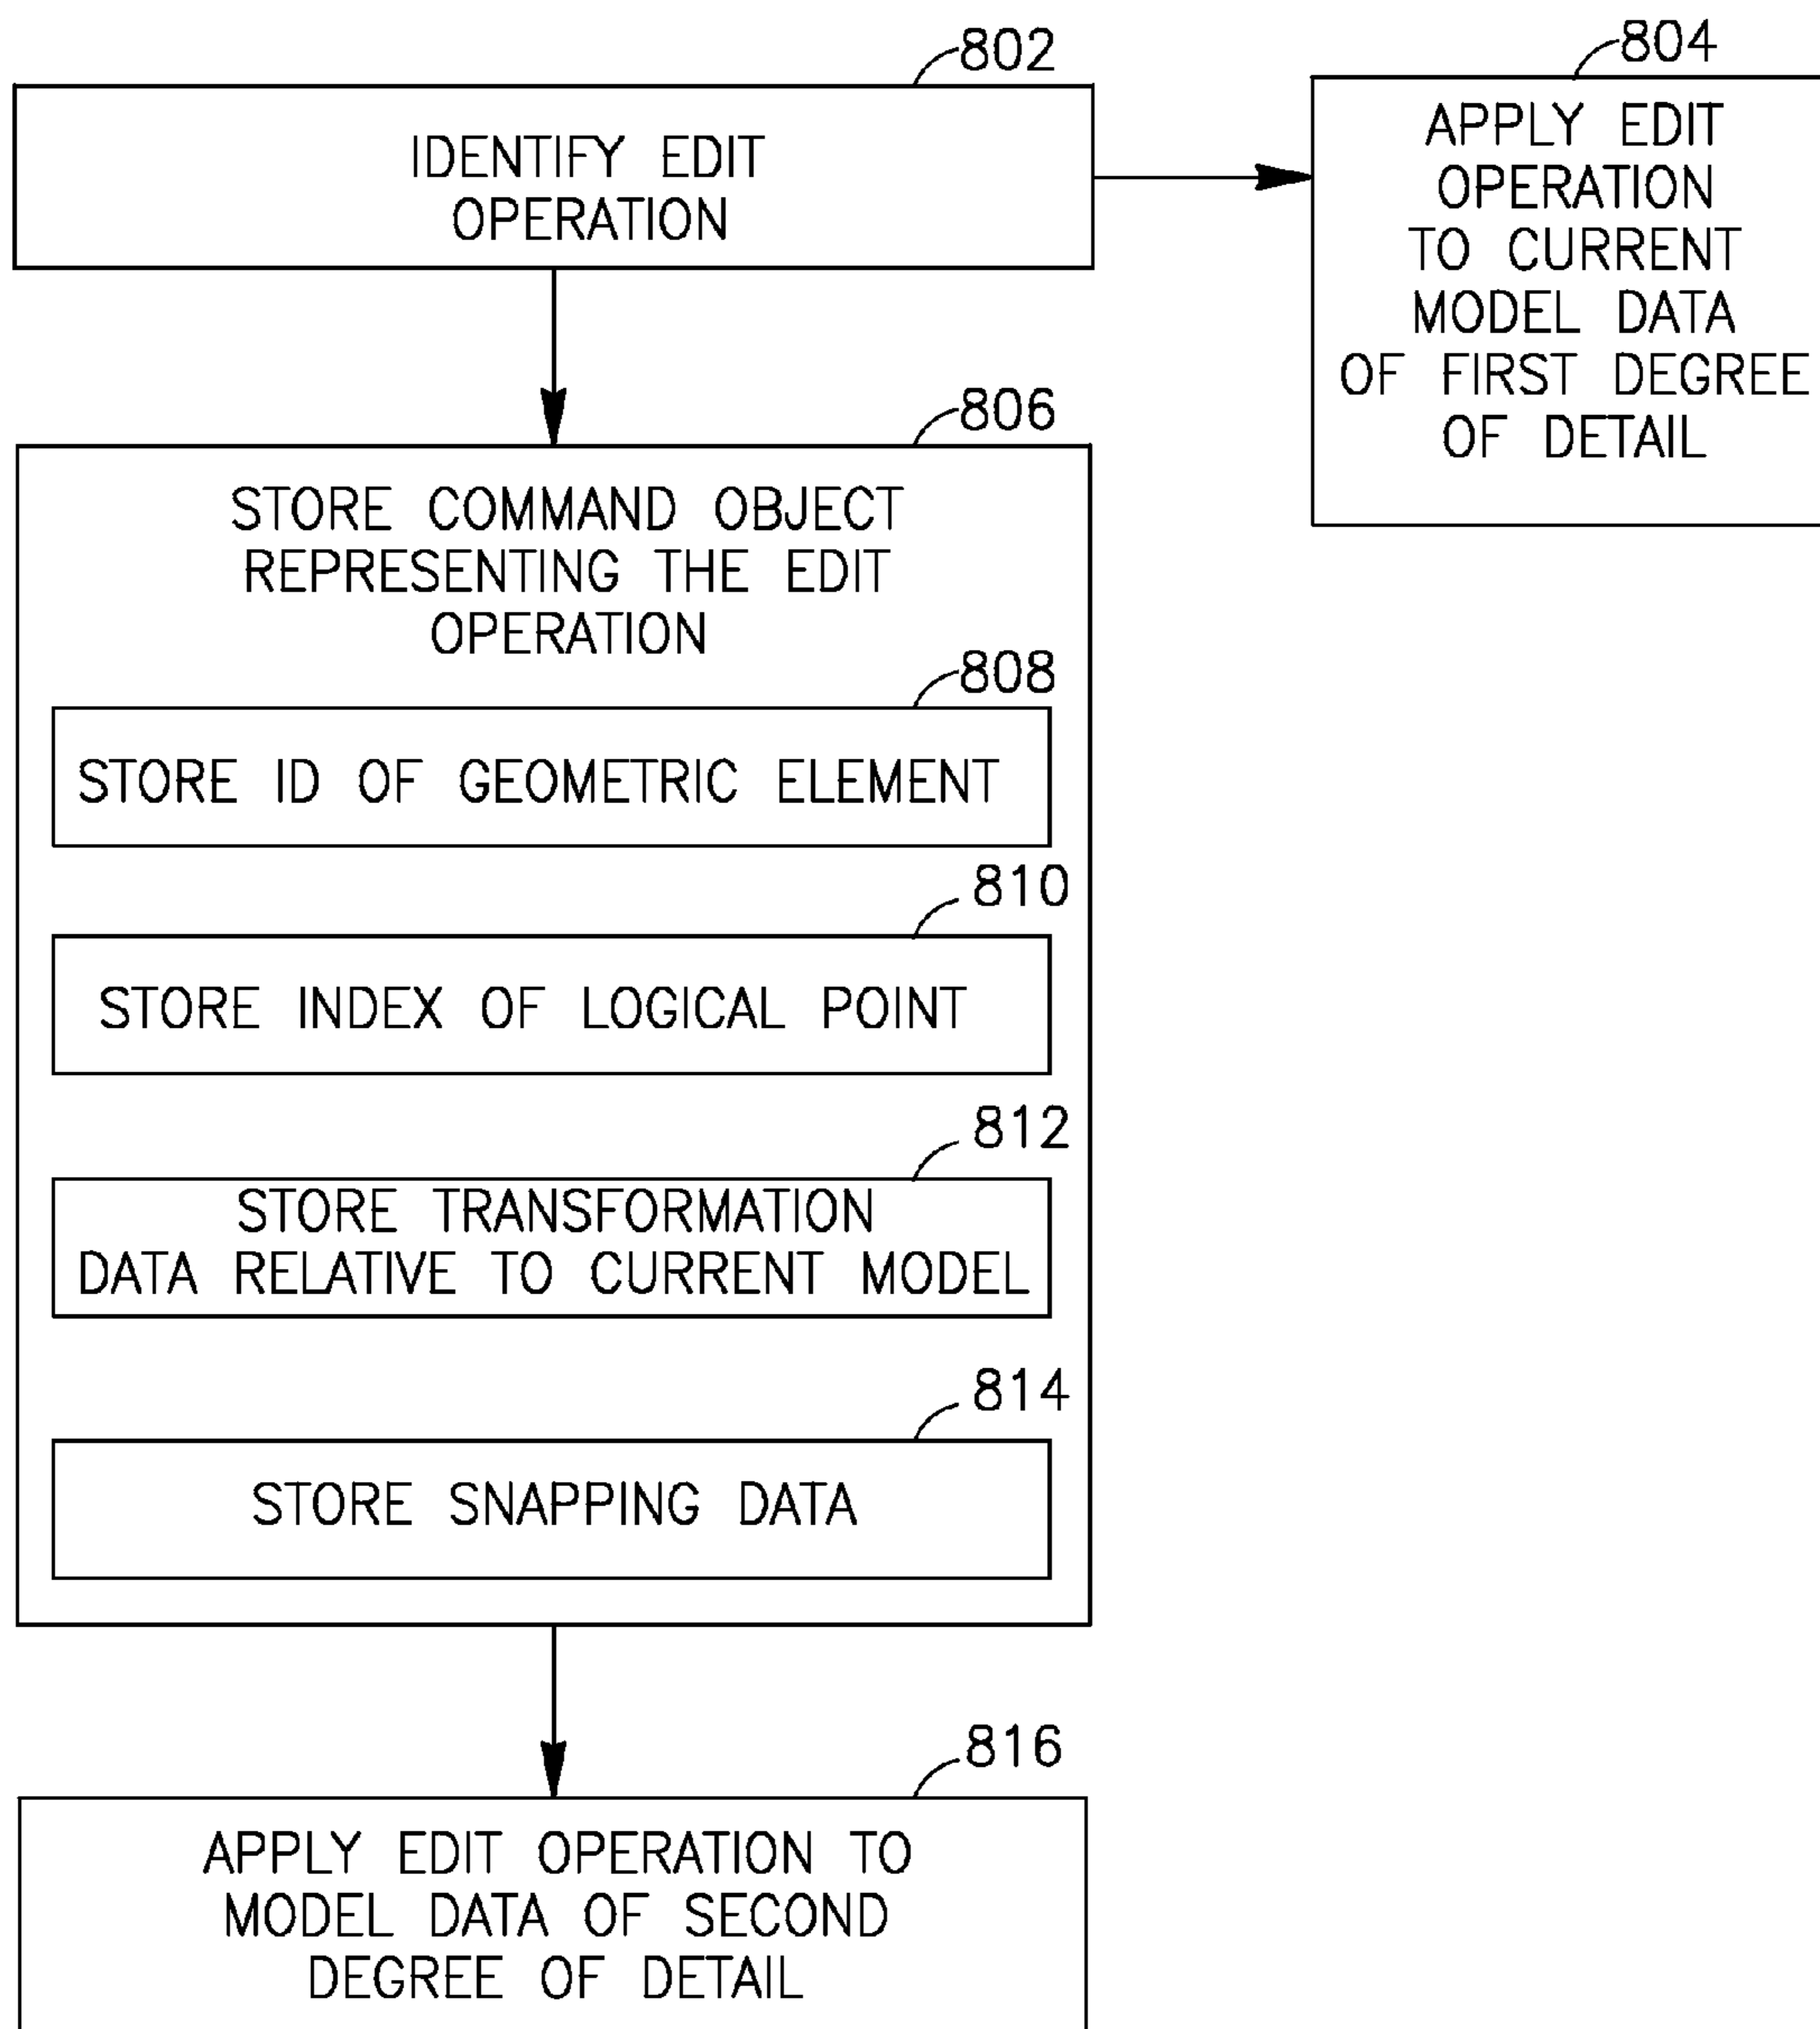 802
IDENTIFY EDIT
OPERATION
804
APPLY EDIT
OPERATION
TO CURRENT
MODEL DATA
OF FIRST DEGREE
OF DETAIL
806
STORE COMMAND OBJECT
REPRESENTING THE EDIT
OPERATION
808
STORE ID OF GEOMETRIC ELEMENT
810
STORE INDEX OF LOGICAL POINT
812
STORE TRANSFORMATION
DATA RELATIVE TO CURRENT MODEL
814
STORE SNAPPING DATA
816
APPLY EDIT OPERATION TO
MODEL DATA OF SECOND
DEGREE OF DETAIL